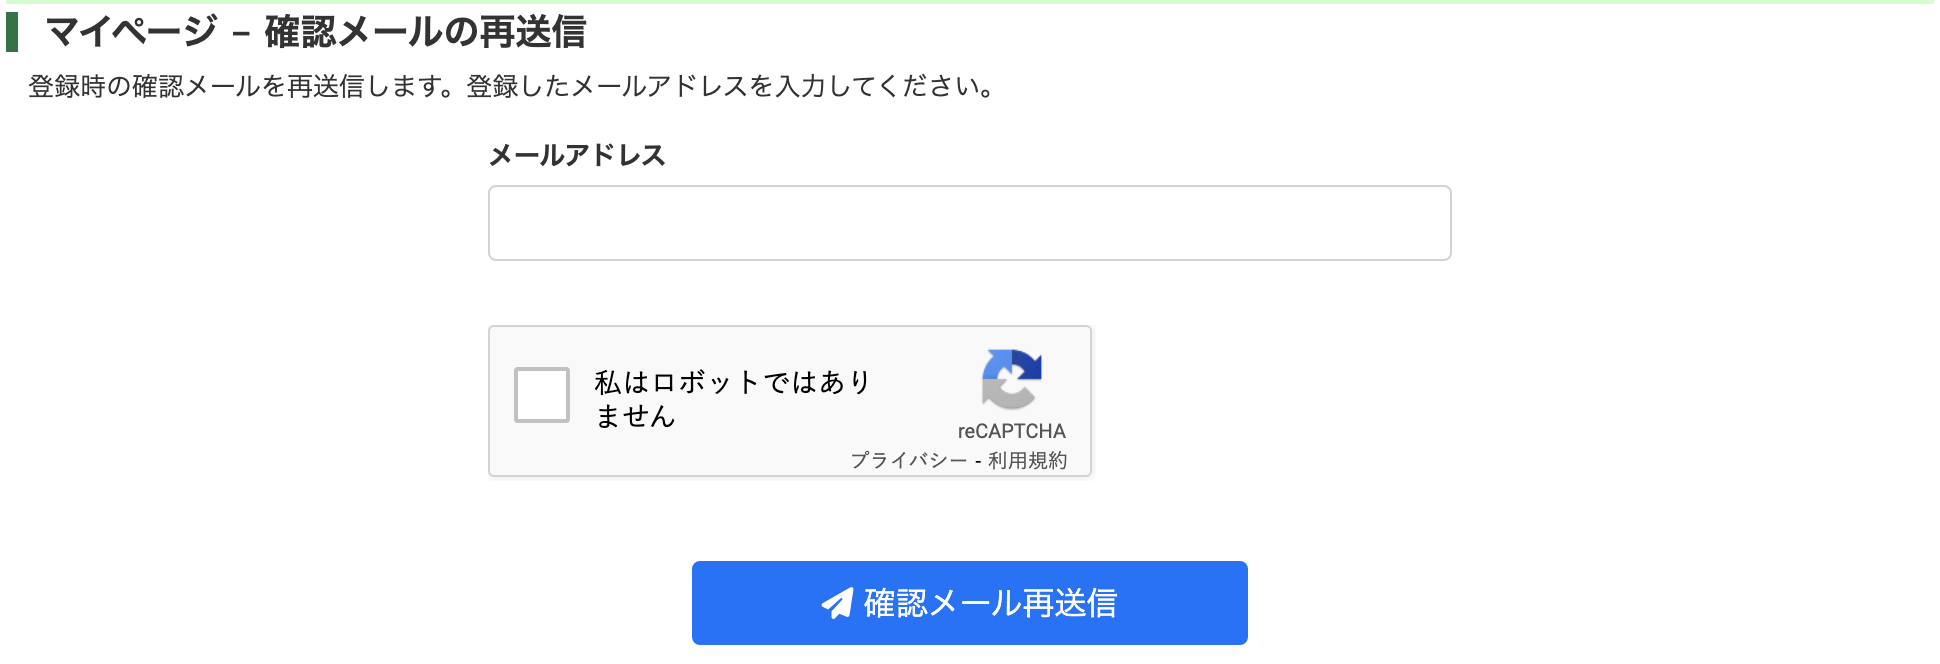 マイページ – 確認メールの再送信
登録時の確認メールを再送信します。登録したメールアドレスを入力してください。
メールアドレス
私はロボットではあり
ません
reCAPTCHA
プライバシー - 利用規約
確認メール再送信